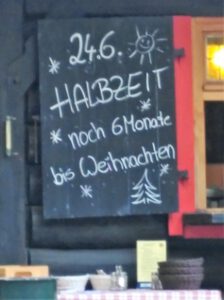 24.6.
HALBZEIT
noch 6 Monate
bis Weihnachten